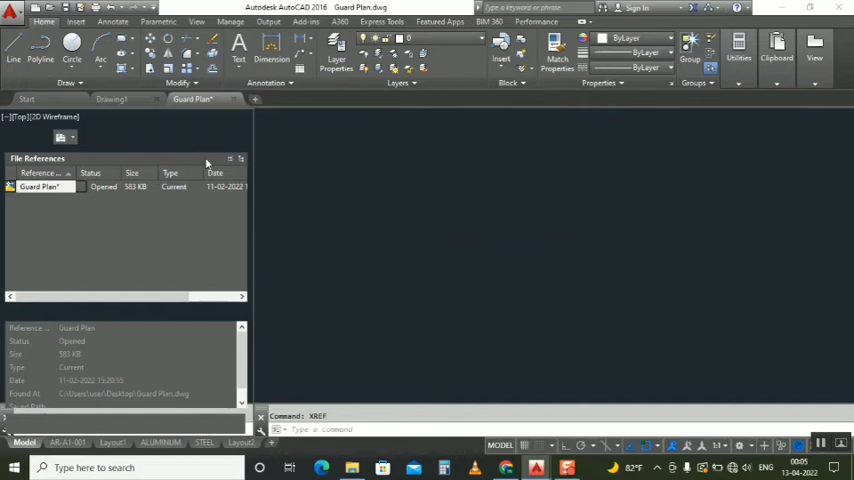 Autodesk AutoCAD 2016 Guard Plan.dwg
Type a keyword or phrase
Sign In
Home Insert Annotate Parametric View Manage Output Add-ins A360 Express Tools Featured Apps BIM 360 Performance
Line Polyline Circle Arc Text Dimension Layer Properties Insert Match Properties Group Utilities Clipboard View
0
ByLayer
ByLayer
ByLayer
Draw Modify Annotation Layers Block Properties Groups
Start Drawing1 Guard Plan*
[−][Top][2D Wireframe]
File References
Reference ... Status Size Type Date
Guard Plan* Opened 583 KB Current 11-02-2022 1
Reference ... Guard Plan
Status Opened
Size 583 KB
Type Current
Date 11-02-2022 15:20:55
Found At C:\Users\user\Desktop\Guard Plan.dwg
Saved Path
Command: XREF
Type a command
Model AR-A1-001 Layout1 ALUMINUM STEEL Layout2
MODEL 1:1
Type here to search
82°F ENG 00:05
13-04-2022